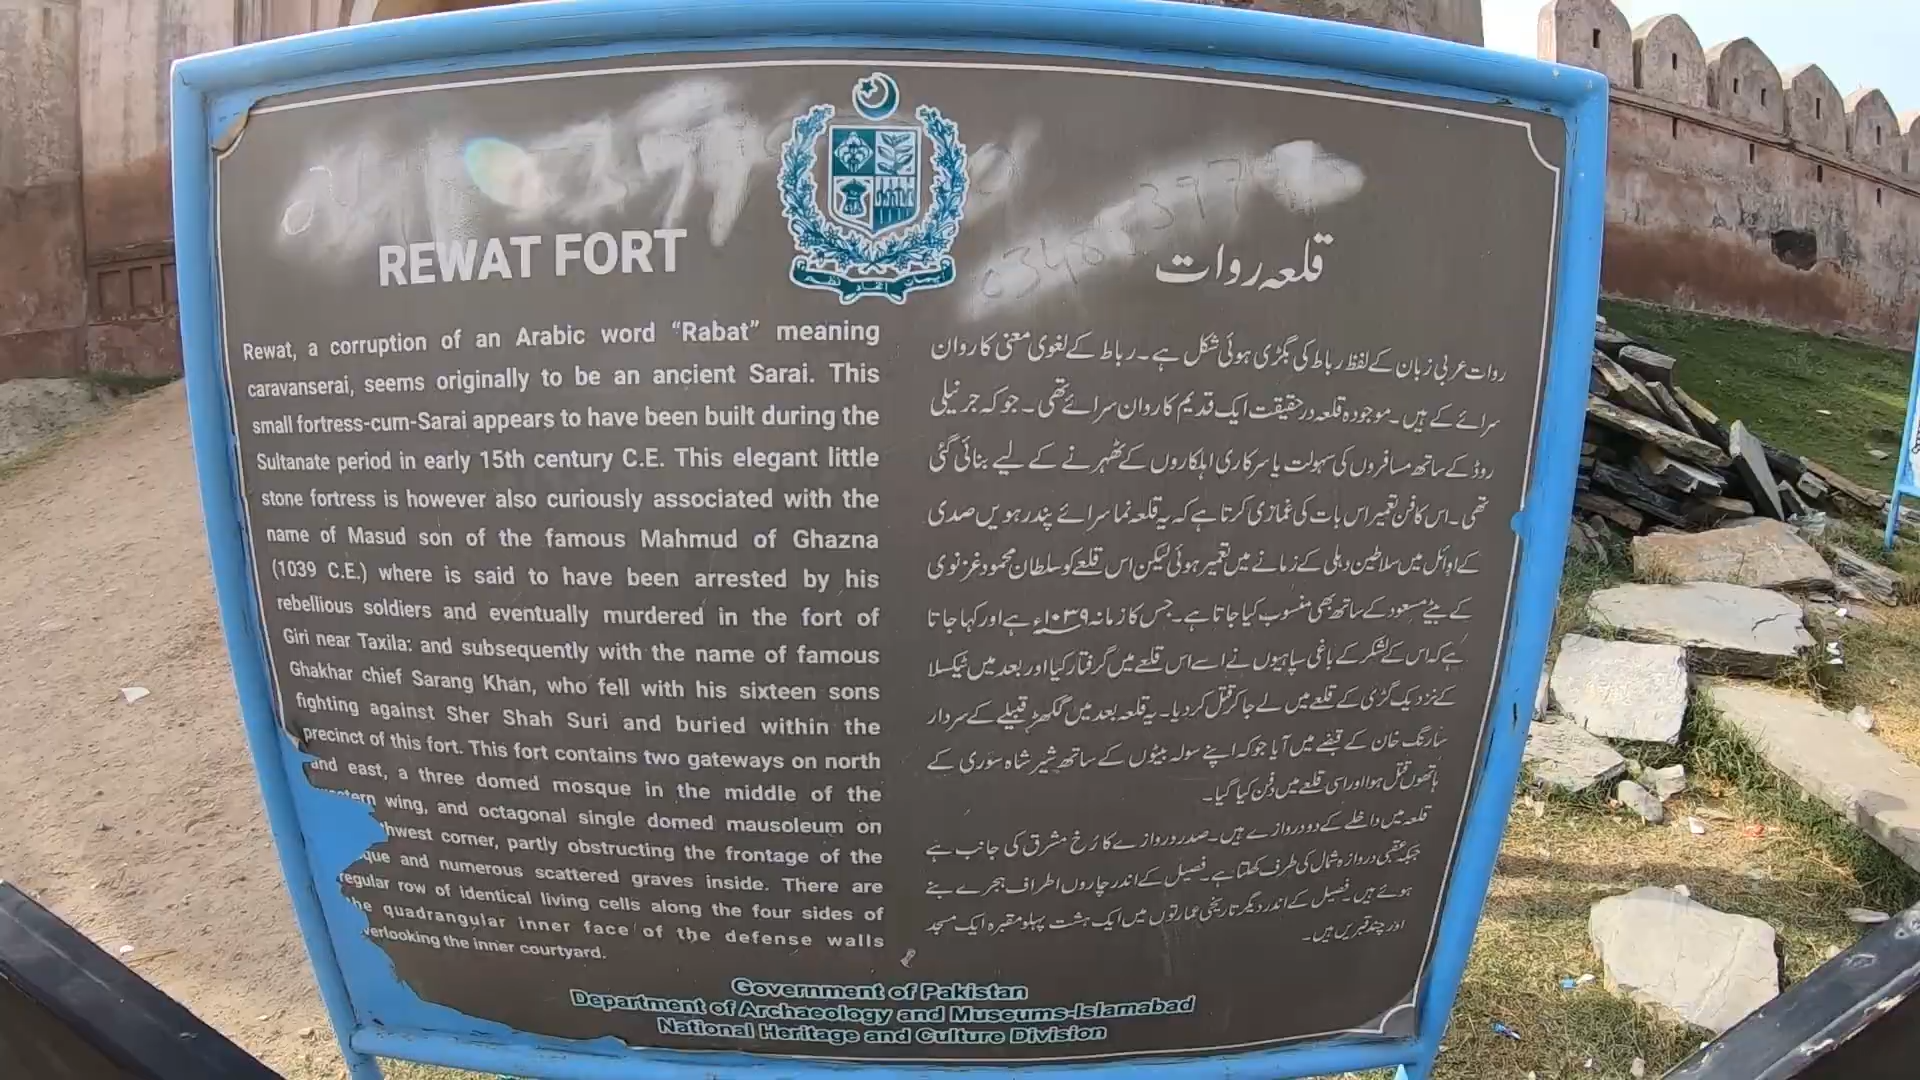 REWAT FORT
Rewat, a corruption of an Arabic word “Rabat” meaning
caravanserai, seems originally to be an ancient Sarai. This
small fortress-cum-Sarai appears to have been built during the
Sultanate period in early 15th century C.E. This elegant little
stone fortress is however also curiously associated with the
name of Masud son of the famous Mahmud of Ghazna
(1039 C.E.) where is said to have been arrested by his
rebellious soldiers and eventually murdered in the fort of
Giri near Taxila: and subsequently with the name of famous
Ghakhar chief Sarang Khan, who fell with his sixteen sons
fighting against Sher Shah Suri and buried within the
precinct of this fort. This fort contains two gateways on north
and east, a three domed mosque in the middle of the
wing, and octagonal single domed mausoleum on
corner, partly obstructing the frontage of the
and numerous scattered graves inside. There are
regular row of identical living cells along the four sides of
the quadrangular inner face of the defense walls
overlooking the inner courtyard.
قلعہ روات
روات عربی زبان کے لفظ رباط کی بگڑی ہوئی شکل ہے۔ رباط کے لغوی معنی کاروان
سرائے کے ہیں۔ موجودہ قلعہ درحقیقت ایک قدیم کاروان سرائے تھی۔ جو کہ جرنیلی
روڈ کے ساتھ مسافروں کی سہولت یا سرکاری اہلکاروں کے ٹھہرنے کے لیے بنائی گئی
تھی۔ اس کا فن تعمیر اس بات کی غمازی کرتا ہے کہ یہ قلعہ نما سرائے پندرہویں صدی
کے اوائل میں سلاطین دہلی کے زمانے میں تعمیر ہوئی لیکن اس قلعے کو سلطان محمود غزنوی
کے بیٹے مسعود کے ساتھ بھی منسوب کیا جاتا ہے۔ جس کا زمانہ ۱۰۳۹ء ہے اور کہا جاتا
ہے کہ اس کے لشکر کے باغی سپاہیوں نے اسے اس قلعے میں گرفتار کیا اور بعد میں ٹیکسلا
کے نزدیک گڑی کے قلعے میں لے جا کر قتل کر دیا۔ یہ قلعہ بعد میں گکھڑ قبیلے کے سردار
سارنگ خان کے قبضے میں آیا جو کہ اپنے سولہ بیٹوں کے ساتھ شیر شاہ سوری کے
ہاتھوں قتل ہوا اور اسی قلعے میں دفن کیا گیا۔
قلعہ میں داخلے کے دو دروازے ہیں۔ صدر دروازے کا رُخ مشرق کی جانب ہے
جبکہ عقبی دروازہ شمال کی طرف کھلتا ہے۔ فصیل کے اندر چاروں اطراف ہجرے بنے
ہوئے ہیں۔ فصیل کے اندر دیگر تاریخی عمارتوں میں ایک ہشت پہلو مقبرہ ایک مسجد
اور چند قبریں ہیں۔
Government of Pakistan
Department of Archaeology and Museums-Islamabad
National Heritage and Culture Division